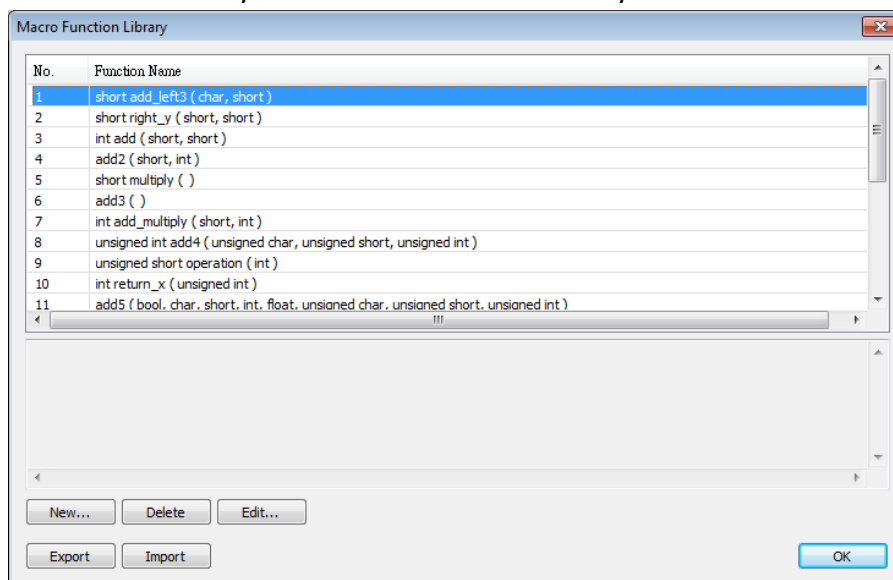 Macro Function Library
No. Function Name
1 short add_left3 ( char, short )
2 short right_y ( short, short )
3 int add ( short, short )
4 add2 ( short, int )
5 short multiply ( )
6 add3 ( )
7 int add_multiply ( short, int )
8 unsigned int add4 ( unsigned char, unsigned short, unsigned int )
9 unsigned short operation ( int )
10 int return_x ( unsigned int )
11 add5 ( bool, char, short, int, float, unsigned char, unsigned short, unsigned int )
New... Delete Edit...
Export Import OK